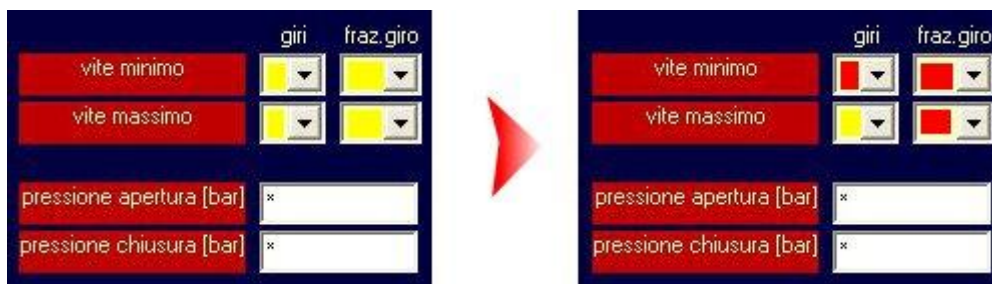 giri fraz.giro
vite minimo
vite massimo
pressione apertura [bar] *
pressione chiusura [bar] *
giri fraz.giro
vite minimo
vite massimo
pressione apertura [bar] *
pressione chiusura [bar] *